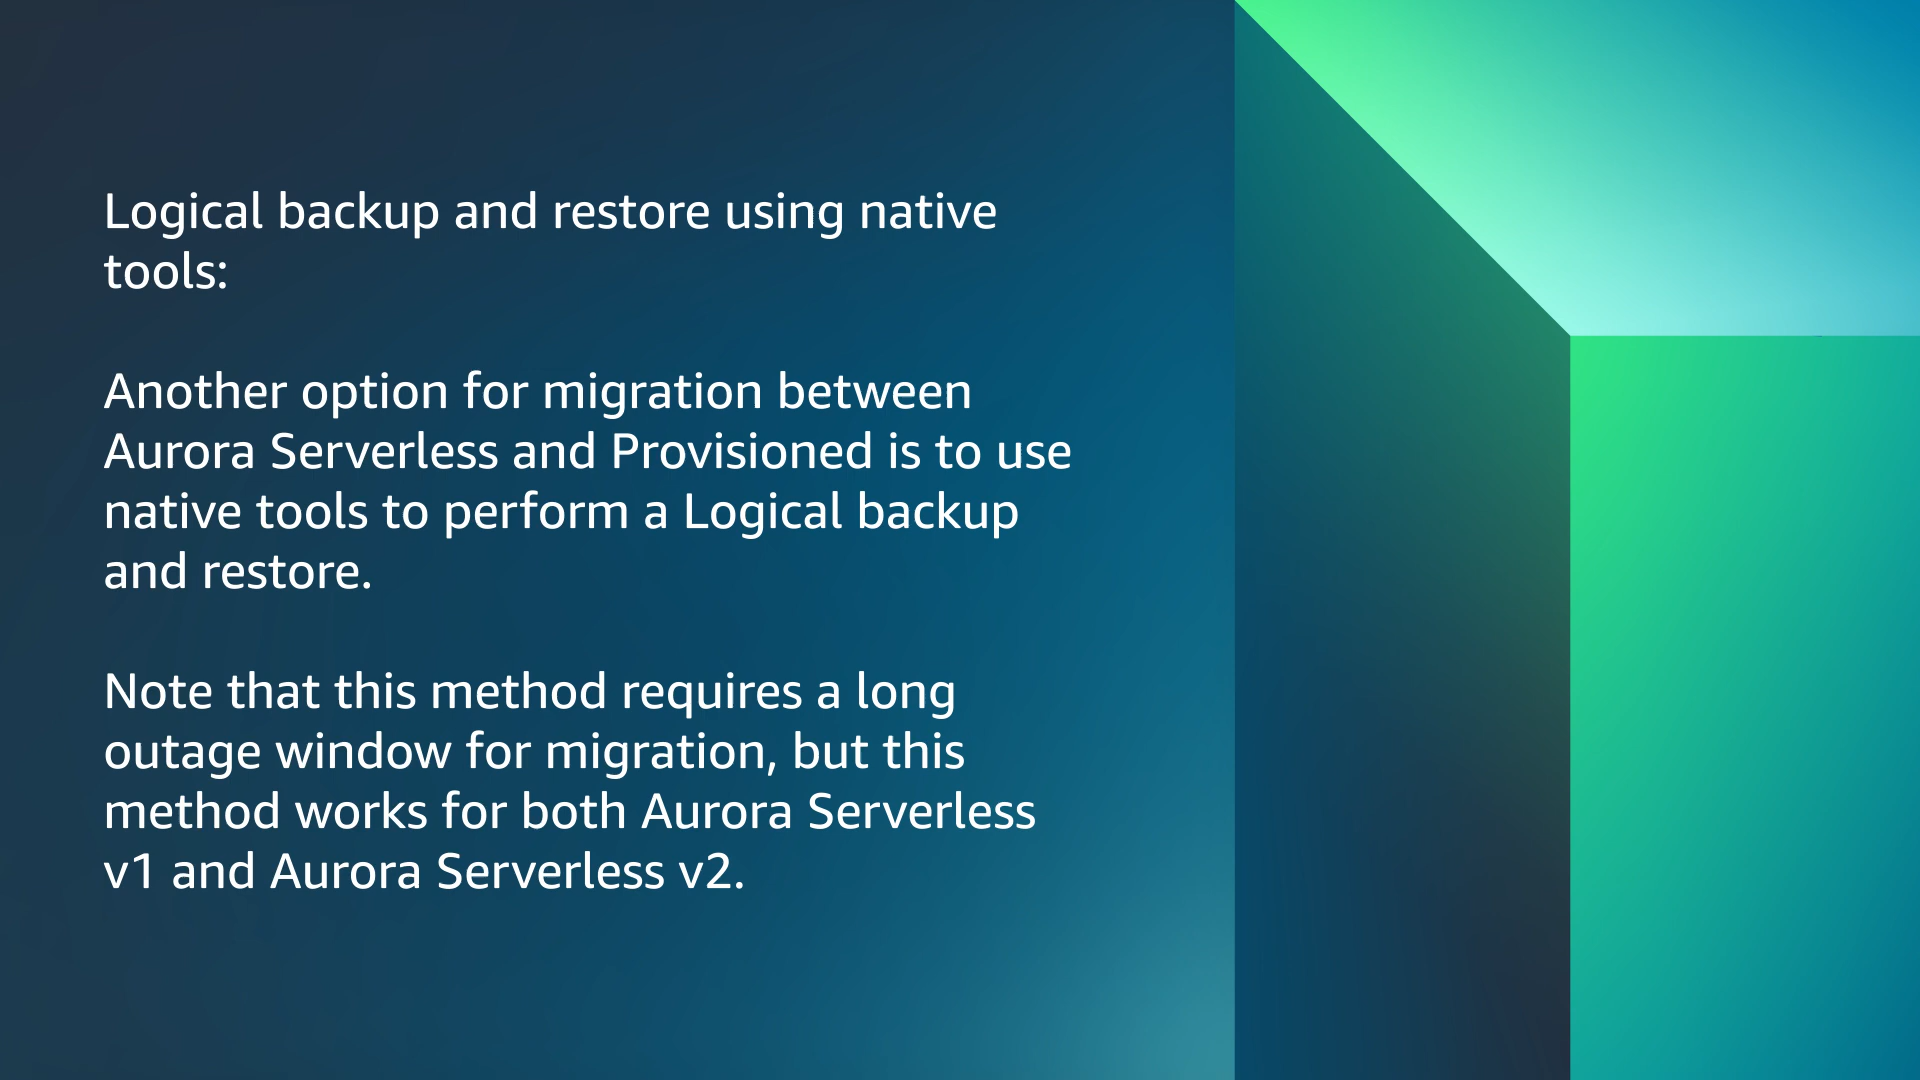 Logical backup and restore using native
tools:
Another option for migration between
Aurora Serverless and Provisioned is to use
native tools to perform a Logical backup
and restore.
Note that this method requires a long
outage window for migration, but this
method works for both Aurora Serverless
v1 and Aurora Serverless v2.